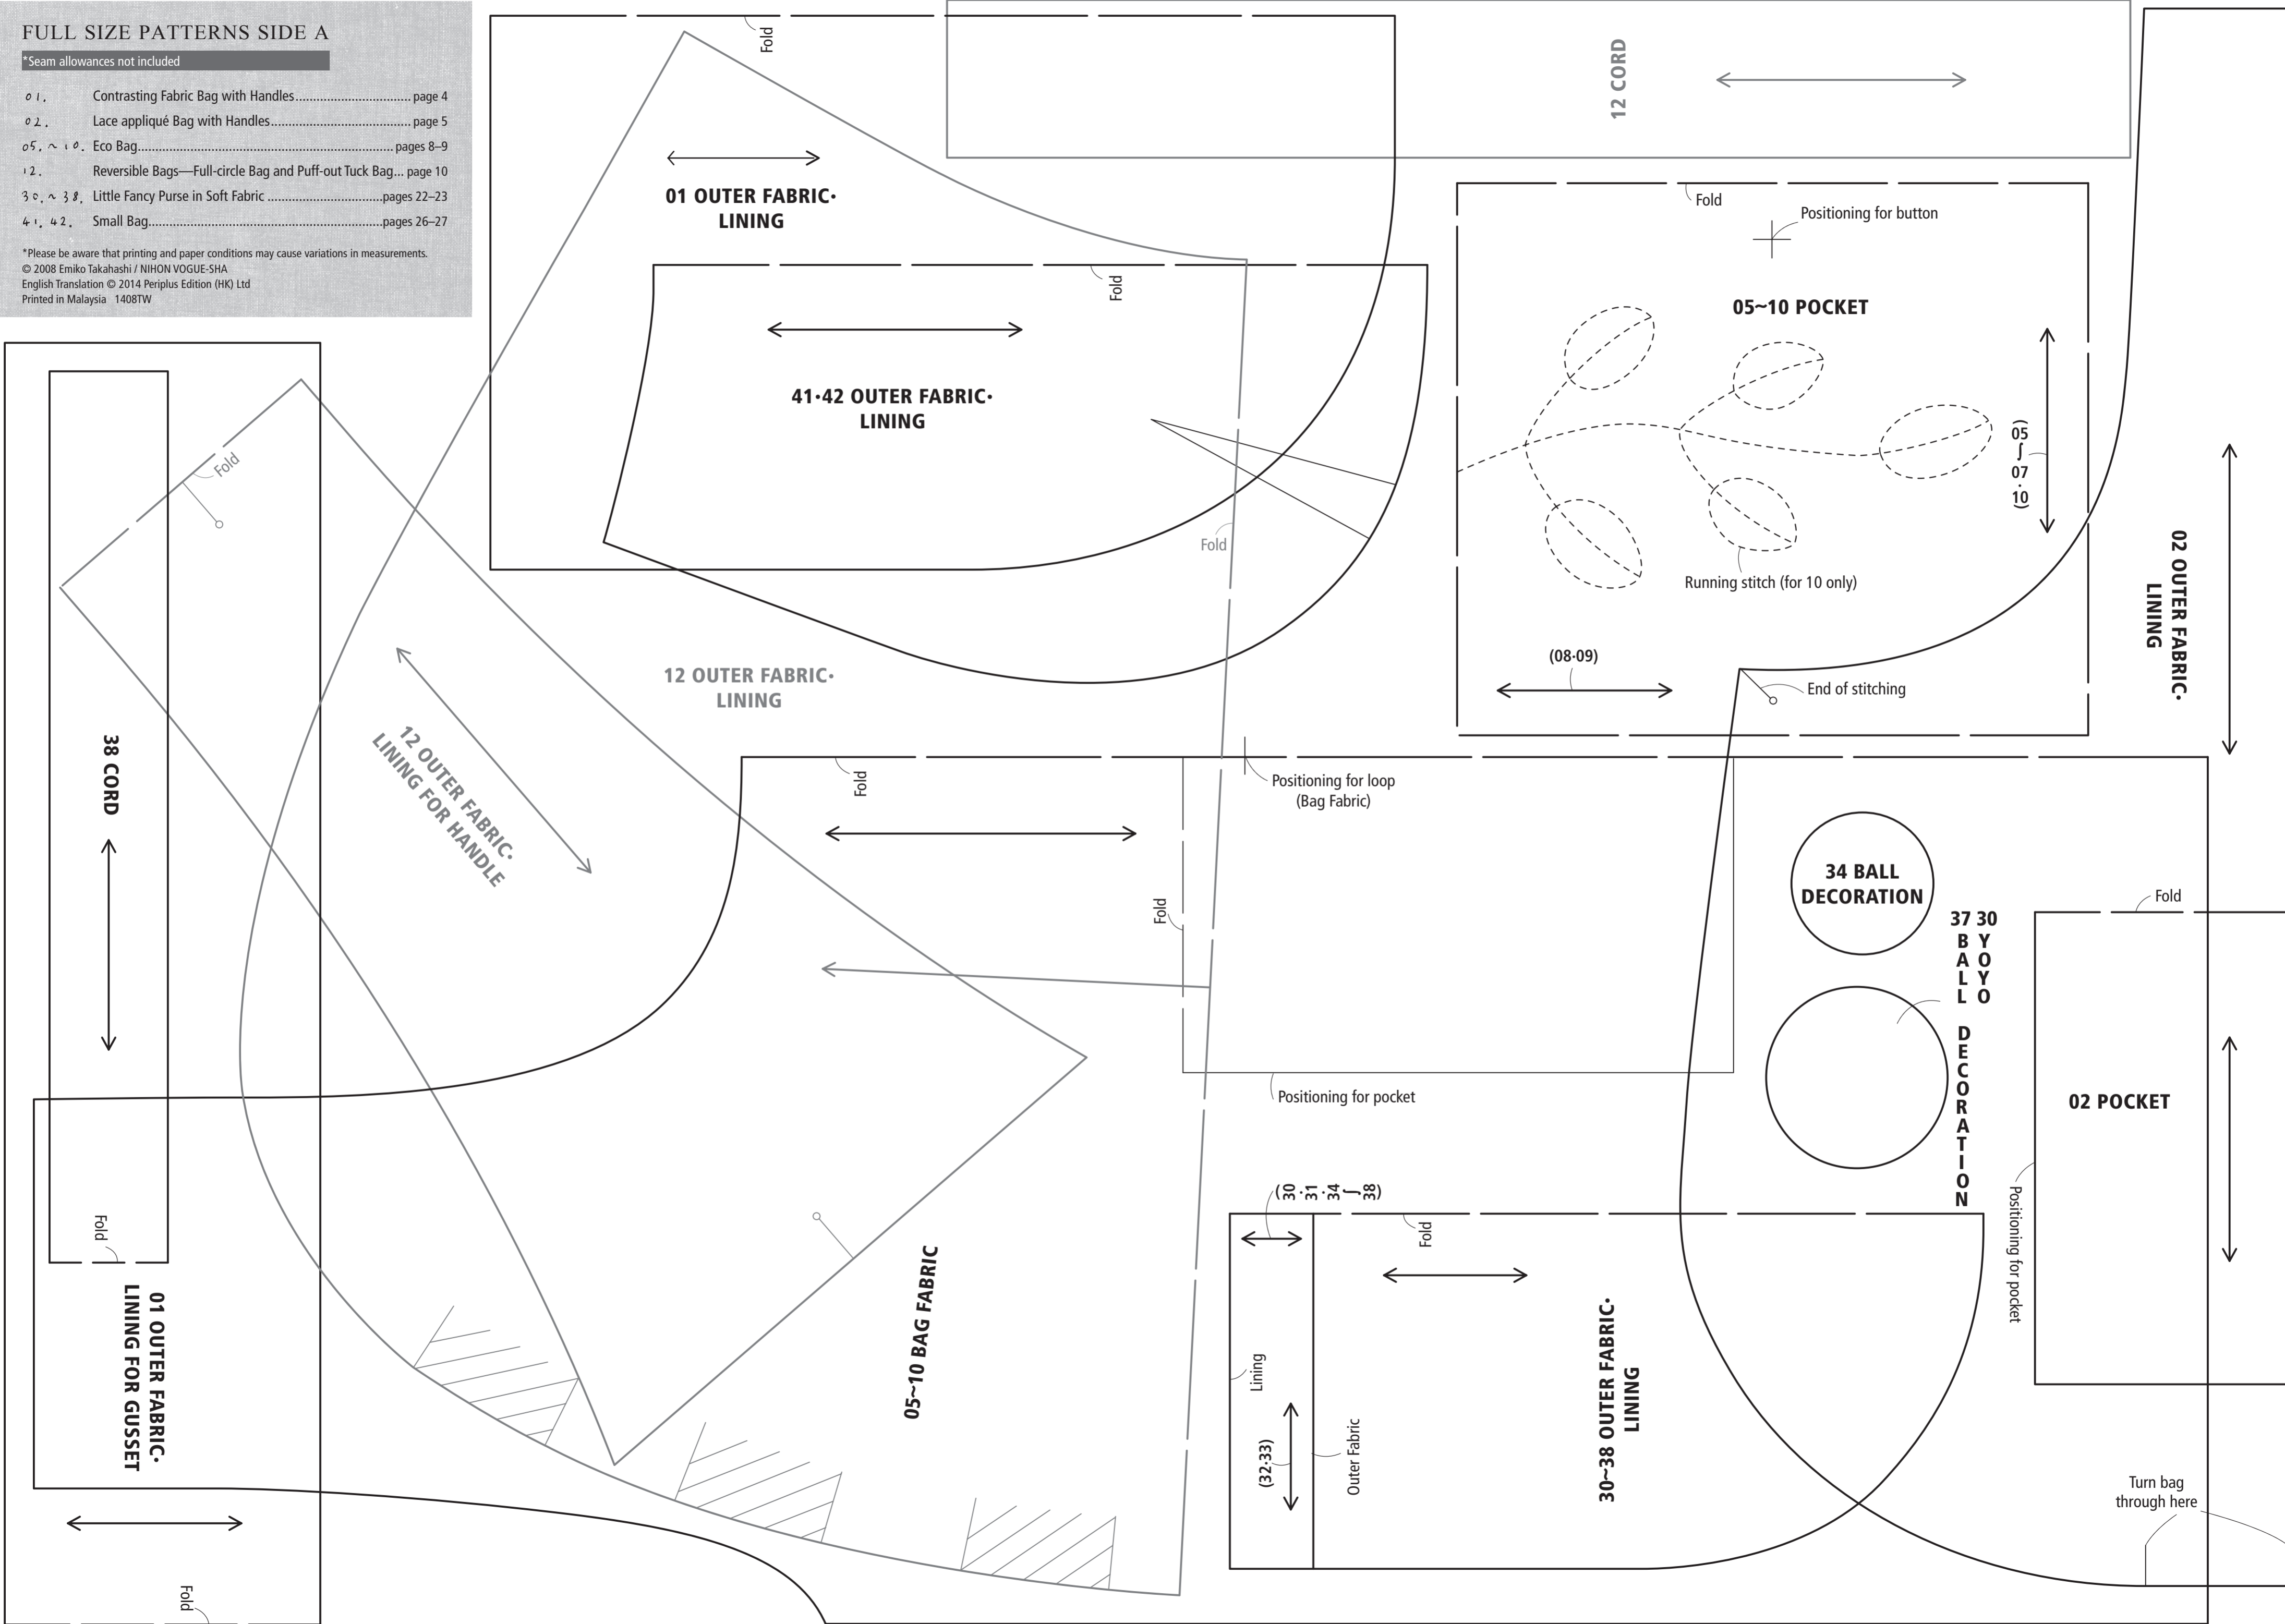 FULL SIZE PATTERNS SIDE A
*Seam allowances not included
01. Contrasting Fabric Bag with Handles................................ page 4
02. Lace appliqué Bag with Handles...................................... page 5
05.~10. Eco Bag.................................................................... pages 8–9
12. Reversible Bags—Full-circle Bag and Puff-out Tuck Bag... page 10
30.~38. Little Fancy Purse in Soft Fabric ...............................pages 22–23
41, 42. Small Bag..............................................................pages 26–27
*Please be aware that printing and paper conditions may cause variations in measurements.
© 2008 Emiko Takahashi / NIHON VOGUE-SHA
English Translation © 2014 Periplus Edition (HK) Ltd
Printed in Malaysia 1408TW
Fold
01 OUTER FABRIC·
LINING
12 CORD
Fold
41·42 OUTER FABRIC·
LINING
Fold
Fold
Positioning for button
05~10 POCKET
(05 ∫ 07 · 10)
Running stitch (for 10 only)
(08·09)
End of stitching
02 OUTER FABRIC·
LINING
Fold
38 CORD
Fold
01 OUTER FABRIC·
LINING FOR GUSSET
Fold
12 OUTER FABRIC·
LINING
12 OUTER FABRIC·
LINING FOR HANDLE
Fold
Positioning for loop
(Bag Fabric)
Fold
Positioning for pocket
05~10 BAG FABRIC
34 BALL
DECORATION
37 BALL DECORATION
30 YOYO
Fold
02 POCKET
Positioning for pocket
(30 · 31 · 34 ∫ 38)
Fold
Lining
(32·33)
Outer Fabric
30~38 OUTER FABRIC·
LINING
Turn bag
through here